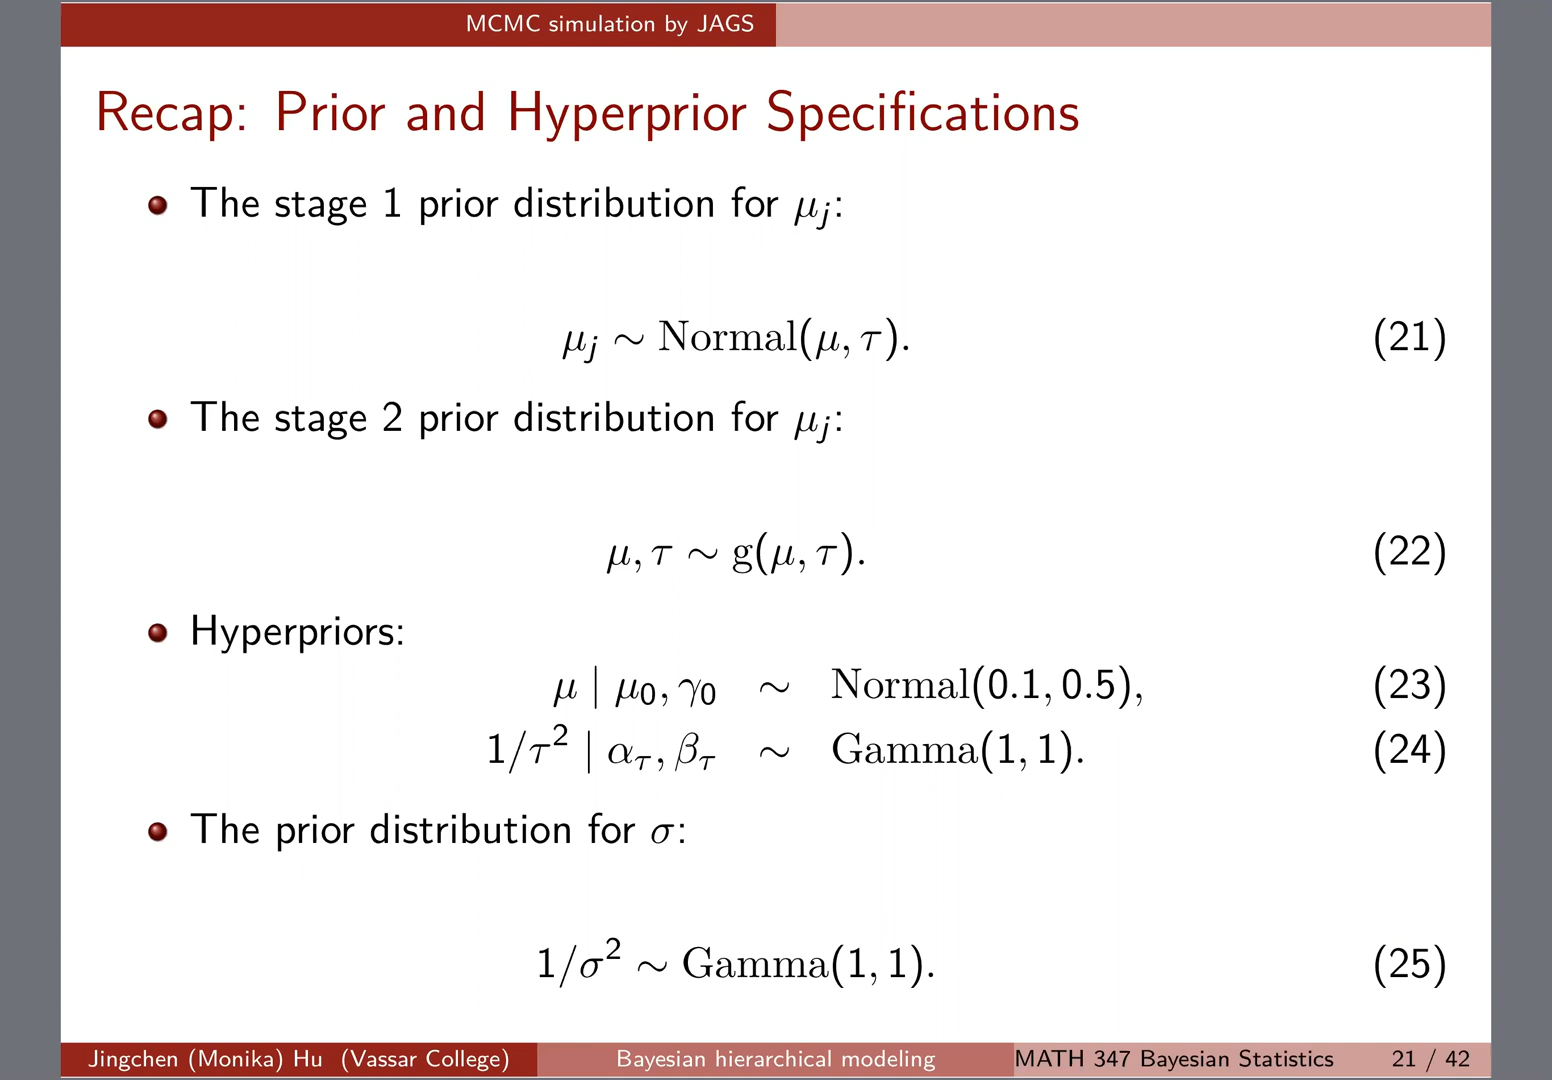 MCMC simulation by JAGS
Recap: Prior and Hyperprior Specifications
The stage 1 prior distribution for μ_j:
μ_j ∼ Normal(μ, τ). (21)
The stage 2 prior distribution for μ_j:
μ, τ ∼ g(μ, τ). (22)
Hyperpriors:
μ | μ₀, γ₀ ∼ Normal(0.1, 0.5), (23)
1/τ² | α_τ, β_τ ∼ Gamma(1, 1). (24)
The prior distribution for σ:
1/σ² ∼ Gamma(1, 1). (25)
Jingchen (Monika) Hu (Vassar College) Bayesian hierarchical modeling MATH 347 Bayesian Statistics 21 / 42